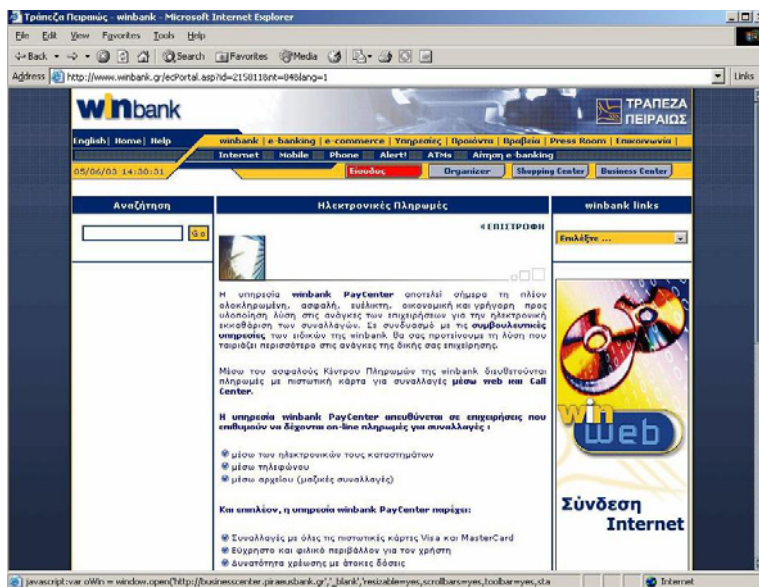 Τράπεζα Πειραιώς - winbank - Microsoft Internet Explorer
File Edit View Favorites Tools Help
Back Search Favorites Media
Address http://www.winbank.gr/ecPortal.asp?id=215811&nt=84&lang=1 Links
winbank
ΤΡΑΠΕΖΑ
ΠΕΙΡΑΙΩΣ
English| Home| Help
winbank | e-banking | e-commerce | Υπηρεσίες | Προϊόντα | Βραβεία | Press Room | Επικοινωνία |
Internet Mobile Phone Alert! ATMs Αίτηση e-banking
05/06/03 14:30:31
Είσοδος Organizer Shopping Center Business Center
Αναζήτηση
Go
Ηλεκτρονικές Πληρωμές
ΕΠΙΣΤΡΟΦΗ
Η υπηρεσία winbank PayCenter αποτελεί σήμερα τη πλέον
ολοκληρωμένη, ασφαλή, ευέλικτη, οικονομική και γρήγορη προς
υλοποίηση λύση στις ανάγκες των επιχειρήσεων για την ηλεκτρονική
εκκαθάριση των συναλλαγών. Σε συνδυασμό με τις συμβουλευτικές
υπηρεσίες των ειδικών της winbank θα σας προτείνουμε τη λύση που
ταιριάζει περισσότερο στις ανάγκες της δικής σας επιχείρησης.
Μέσω του ασφαλούς Κέντρου Πληρωμών της winbank διευθετούνται
πληρωμές με πιστωτική κάρτα για συναλλαγές μέσω web και Call
Center.
Η υπηρεσία winbank PayCenter απευθύνεται σε επιχειρήσεις που
επιθυμούν να δέχονται on-line πληρωμές για συναλλαγές :
μέσω των ηλεκτρονικών τους καταστημάτων
μέσω τηλεφώνου
μέσω αρχείου (μαζικές συναλλαγές)
Και επιπλέον, η υπηρεσία winbank PayCenter παρέχει:
Συναλλαγές με όλες τις πιστωτικές κάρτες Visa και MasterCard
Εύχρηστο και φιλικό περιβάλλον για τον χρήστη
Δυνατότητα χρέωσης με άτοκες δόσεις
winbank links
Επιλέξτε ...
win
web
Σύνδεση
Internet
javascript:var oWin = window.open('http://businesscenter.piraeusbank.gr','_blank','resizable=yes,scrollbars=yes,toolbar=yes,sta
Internet